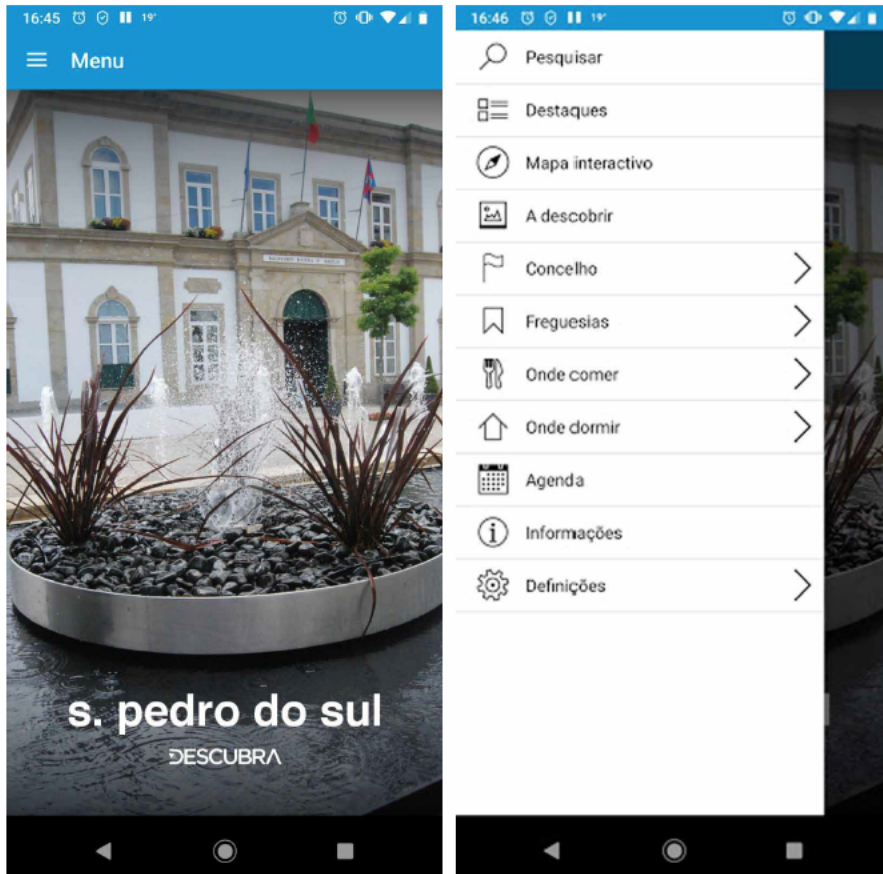 16:45 19°
Menu
s. pedro do sul
DESCUBRA
16:46 19°
Pesquisar
Destaques
Mapa interactivo
A descobrir
Concelho
Freguesias
Onde comer
Onde dormir
Agenda
Informações
Definições